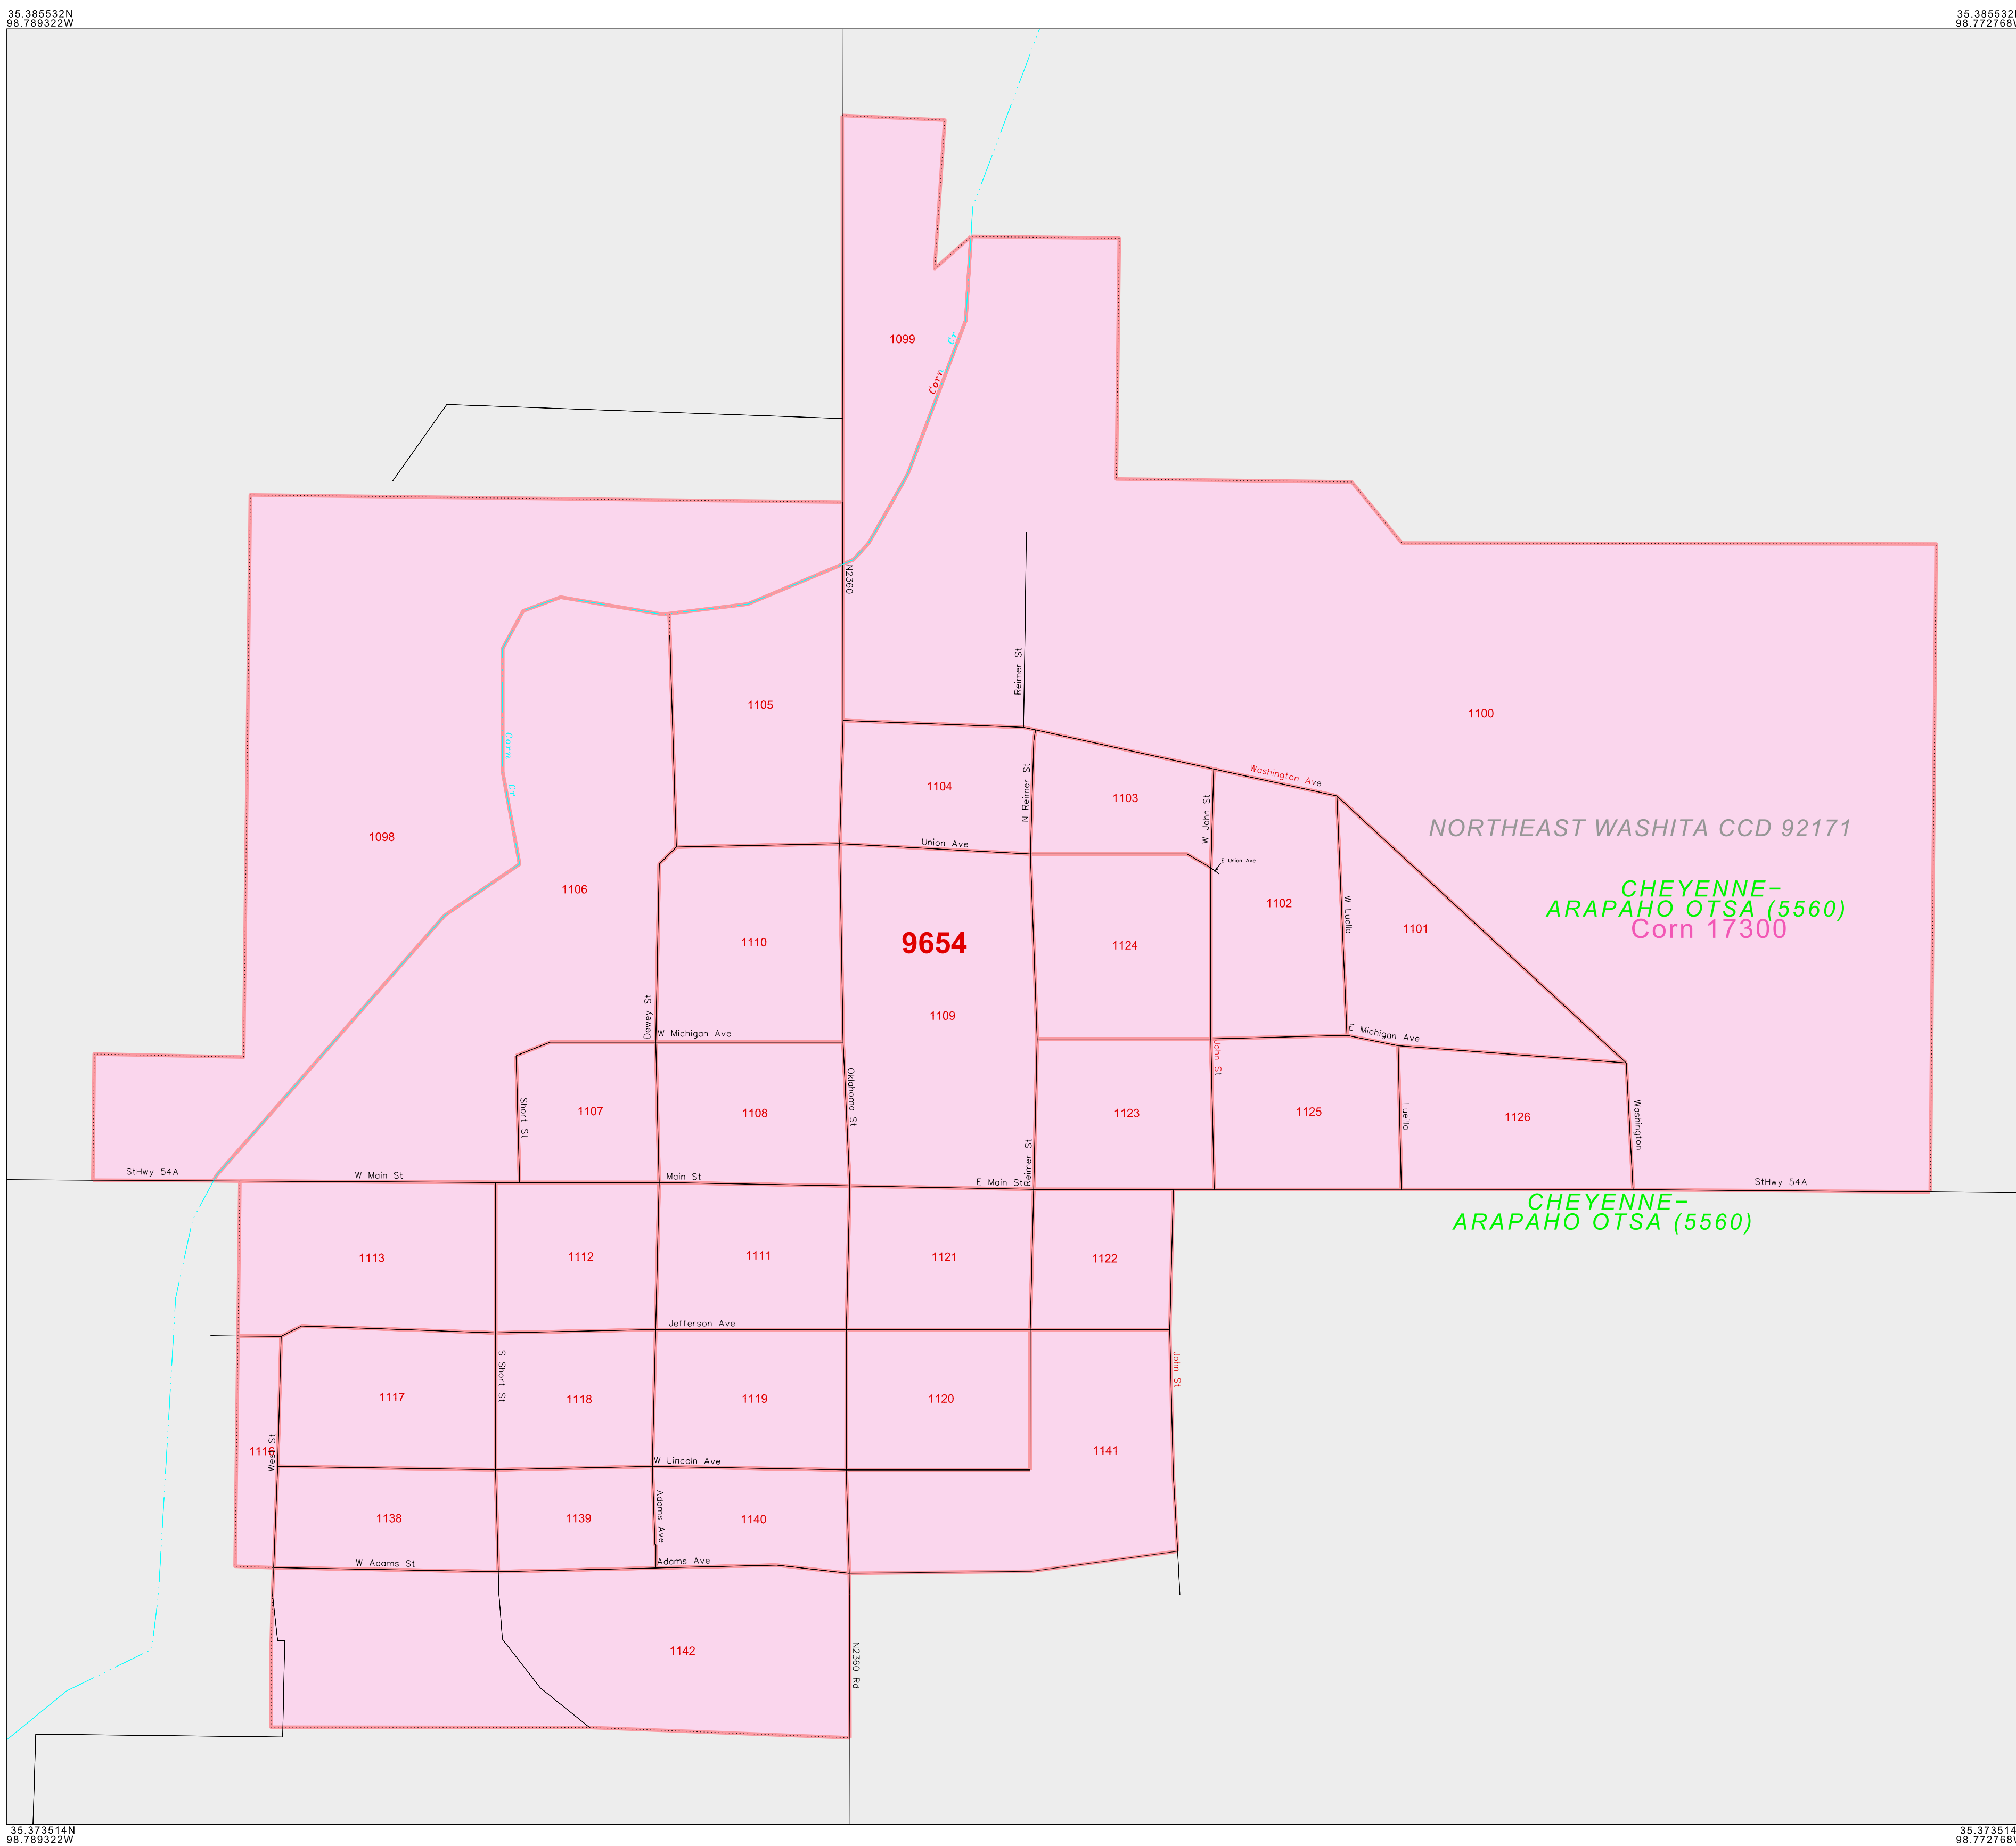 35.385532N
98.789322W
35.385532
98.772768W
1099
Corn Cr
N2360
Reimer St
1105
1100
Corn Cr
1104
N Reimer St
1103
Washington Ave
W John St
1098
Union Ave
E Union Ave
NORTHEAST WASHITA CCD 92171
1106
1102
W Luella
1101
CHEYENNE-
ARAPAHO OTSA (5560)
Corn 17300
1110
9654
1124
1109
Dewey St
W Michigan Ave
E Michigan Ave
John St
Oklahoma St
Short St
1107
1108
1123
1125
Luella
1126
Washington
Reimer St
StHwy 54A
W Main St
Main St
E Main St
StHwy 54A
CHEYENNE-
ARAPAHO OTSA (5560)
1113
1112
1111
1121
1122
Jefferson Ave
S Short St
John St
1117
1118
1119
1120
West St
1141
W Lincoln Ave
Adams Ave
1138
1139
1140
W Adams St
Adams Ave
1142
N2360 Rd
35.373514N
98.789322W
35.373514
98.772768W